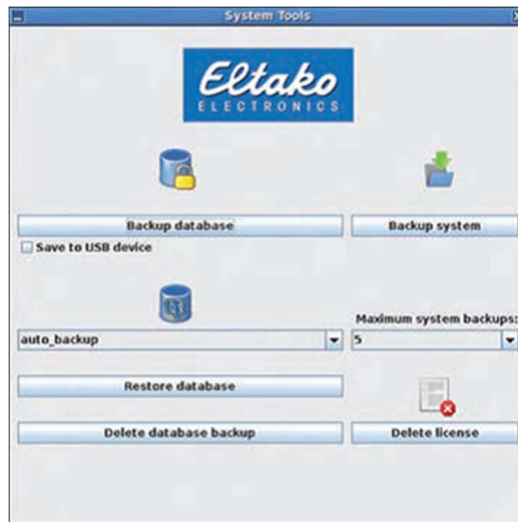 System Tools
Eltako
ELECTRONICS
Backup database
Backup system
Save to USB device
Maximum system backups:
auto_backup
5
Restore database
Delete database backup
Delete license